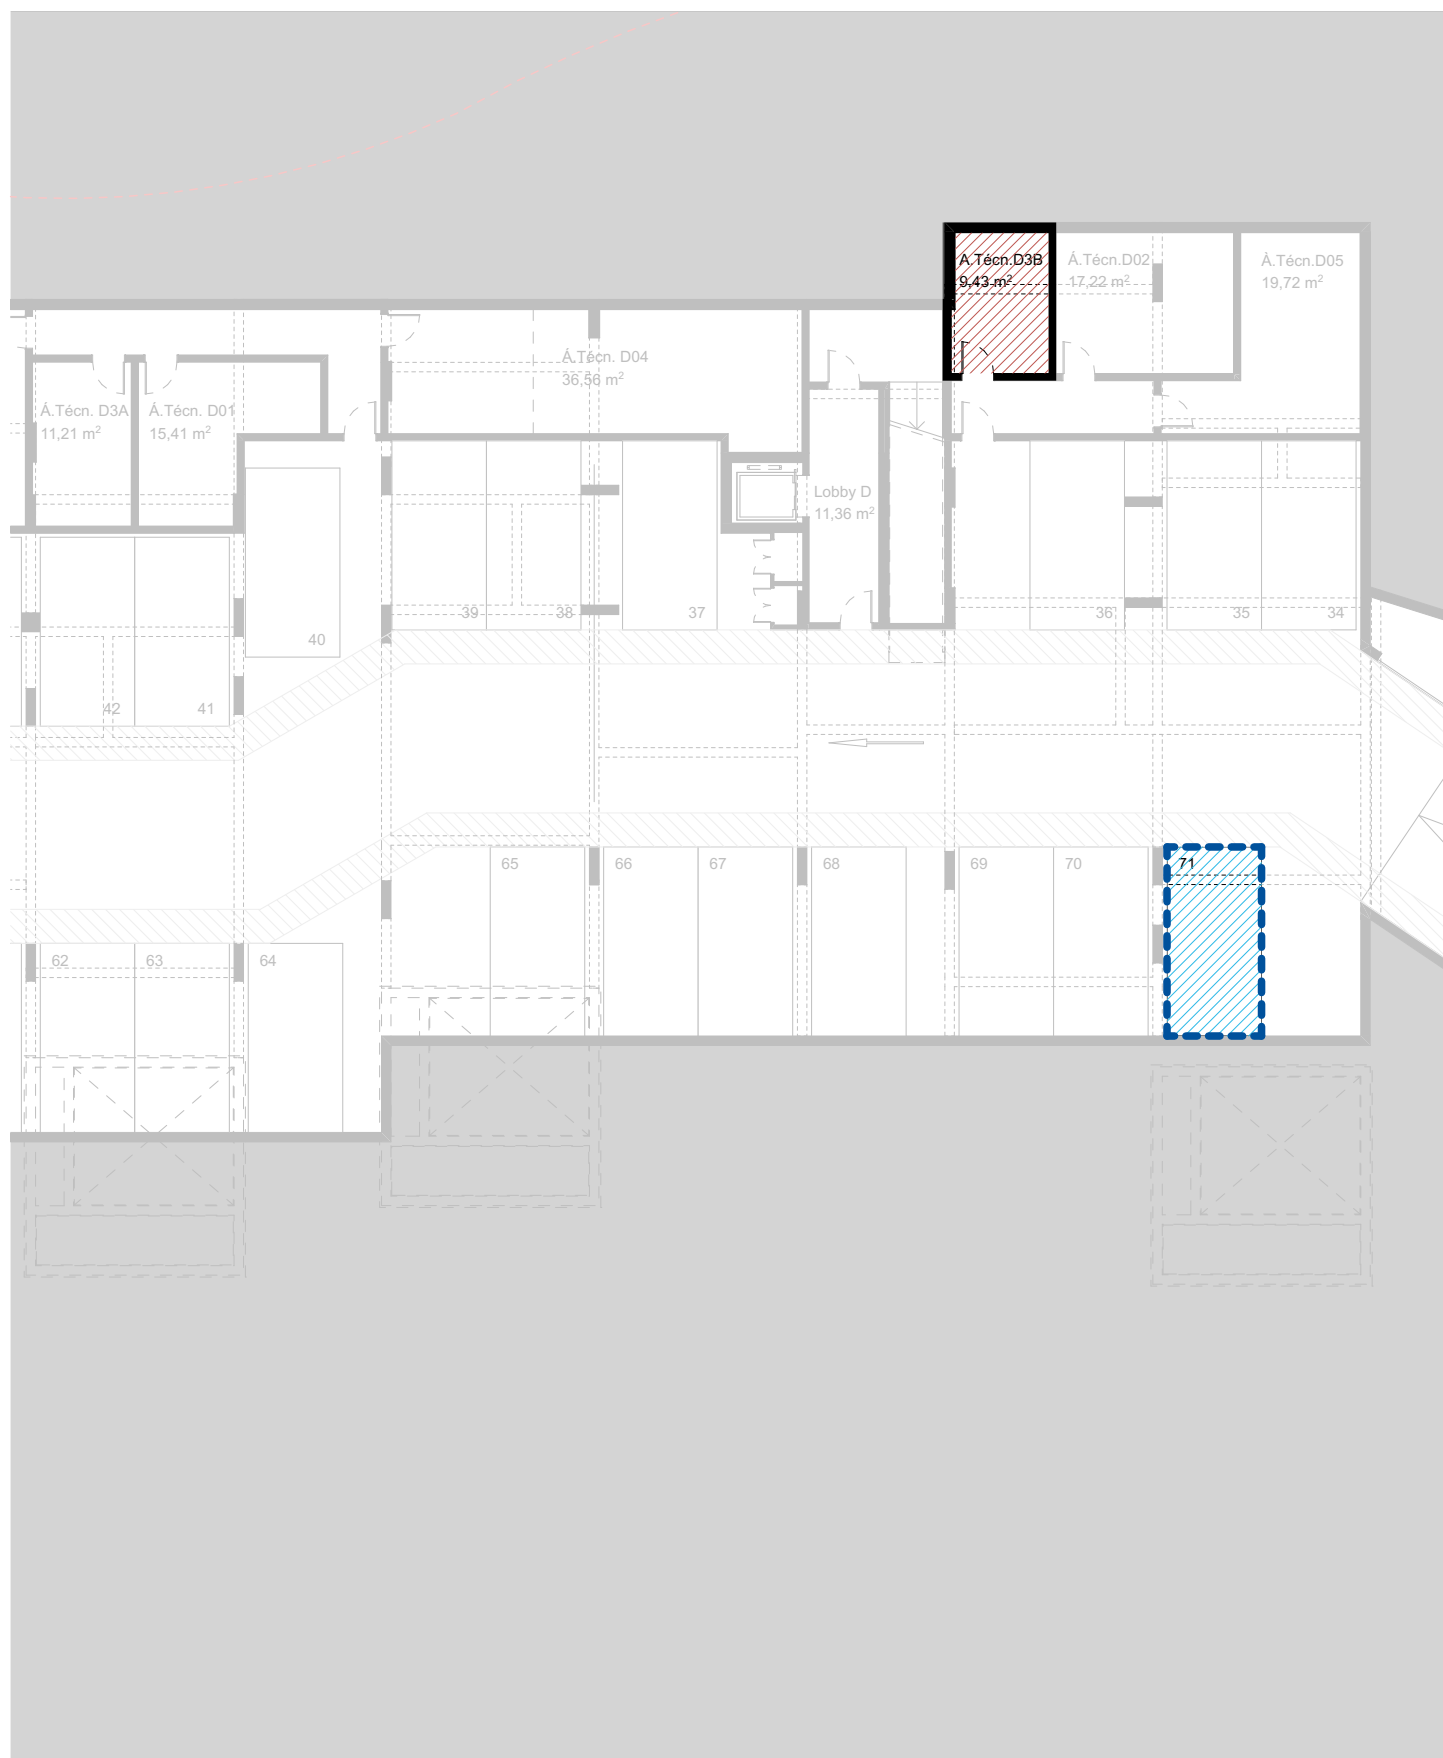 Á.Técn.D3B
9,43 m²
Á.Técn.D02
17,22 m²
Á.Técn.D05
19,72 m²
Á.Técn. D04
36,56 m²
Á.Técn. D3A
11,21 m²
Á.Técn. D01
15,41 m²
Lobby D
11,36 m²
39
38
37
36
35
34
40
42
41
65
66
67
68
69
70
71
62
63
64